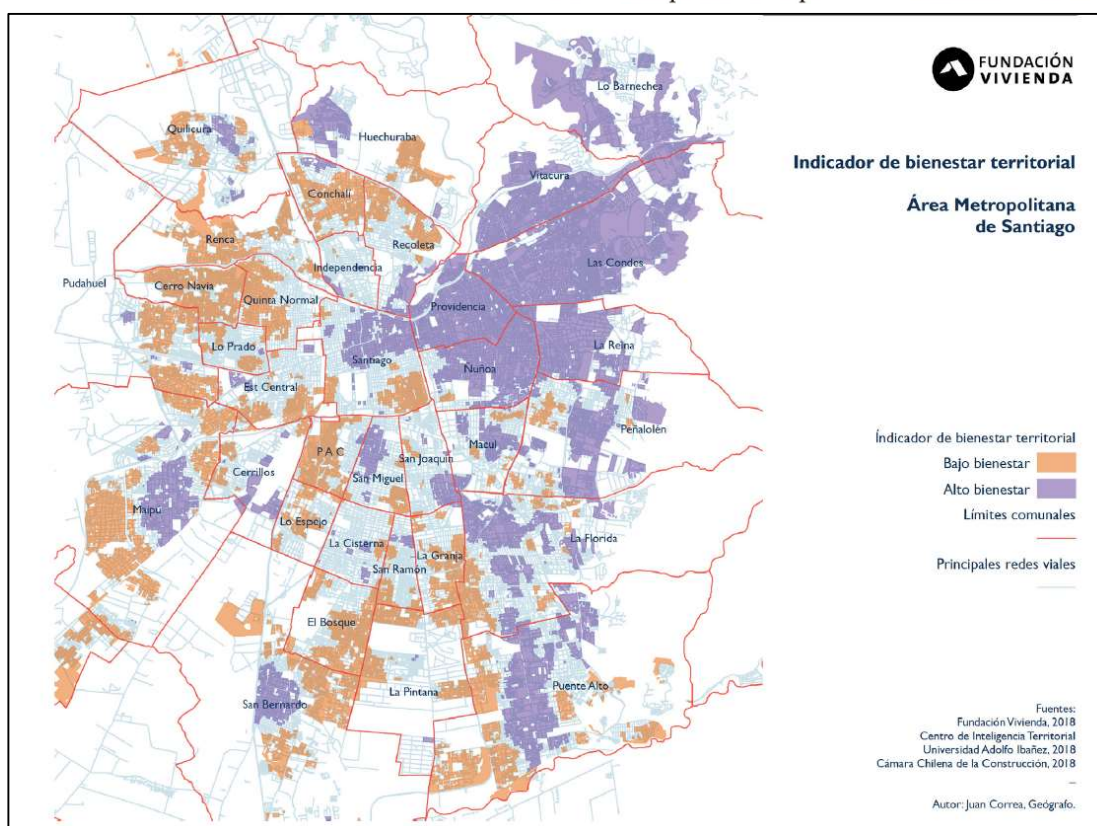 FUNDACIÓN
VIVIENDA
Indicador de bienestar territorial
Área Metropolitana
de Santiago
Lo Barnechea
Quilicura
Huechuraba
Vitacura
Conchalí
Renca
Recoleta
Las Condes
Independencia
Pudahuel
Cerro Navia
Quinta Normal
Providencia
Lo Prado
La Reina
Santiago
Nuñoa
Est Central
Peñalolén
Macul
P A C
San Joaquin
Cerrillos
San Miguel
Maipú
Lo Espejo
La Florida
La Cisterna
La Granja
San Ramón
El Bosque
Puente Alto
La Pintana
San Bernardo
Índicador de bienestar territorial
Bajo bienestar
Alto bienestar
Límites comunales
Principales redes viales
Fuentes:
Fundación Vivienda, 2018
Centro de Inteligencia Territorial
Universidad Adolfo Ibañez, 2018
Cámara Chilena de la Construcción, 2018
–
Autor: Juan Correa, Geógrafo.